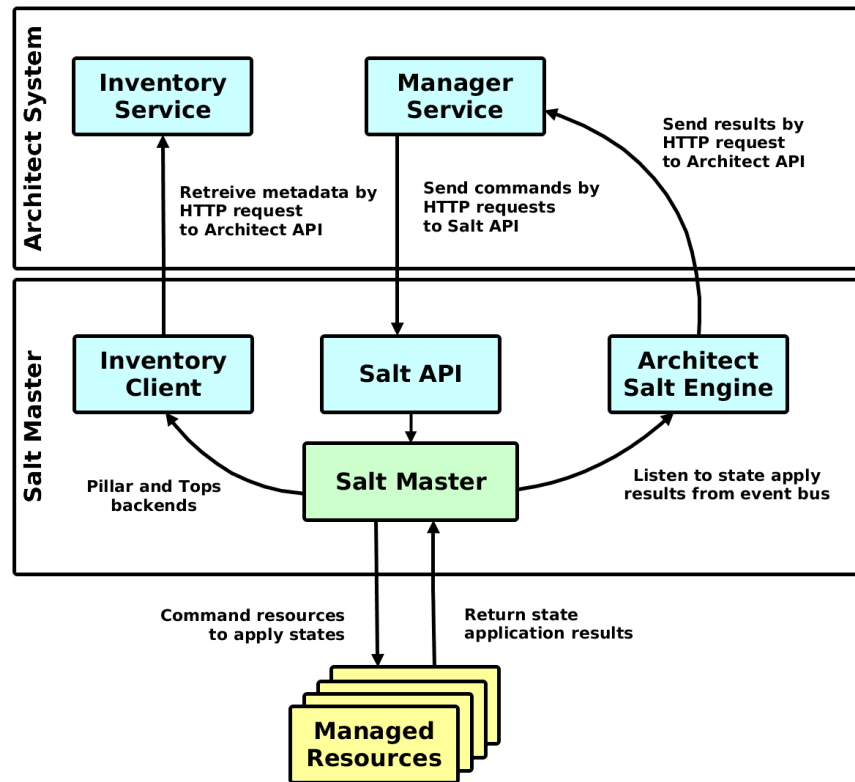 Architect System
Inventory
Service
Manager
Service
Send results by
HTTP request
to Architect API
Retreive metadata by
HTTP request
to Architect API
Send commands by
HTTP requests
to Salt API
Salt Master
Inventory
Client
Salt API
Architect
Salt Engine
Salt Master
Pillar and Tops
backends
Listen to state apply
results from event bus
Command resources
to apply states
Return state
application results
Managed
Resources